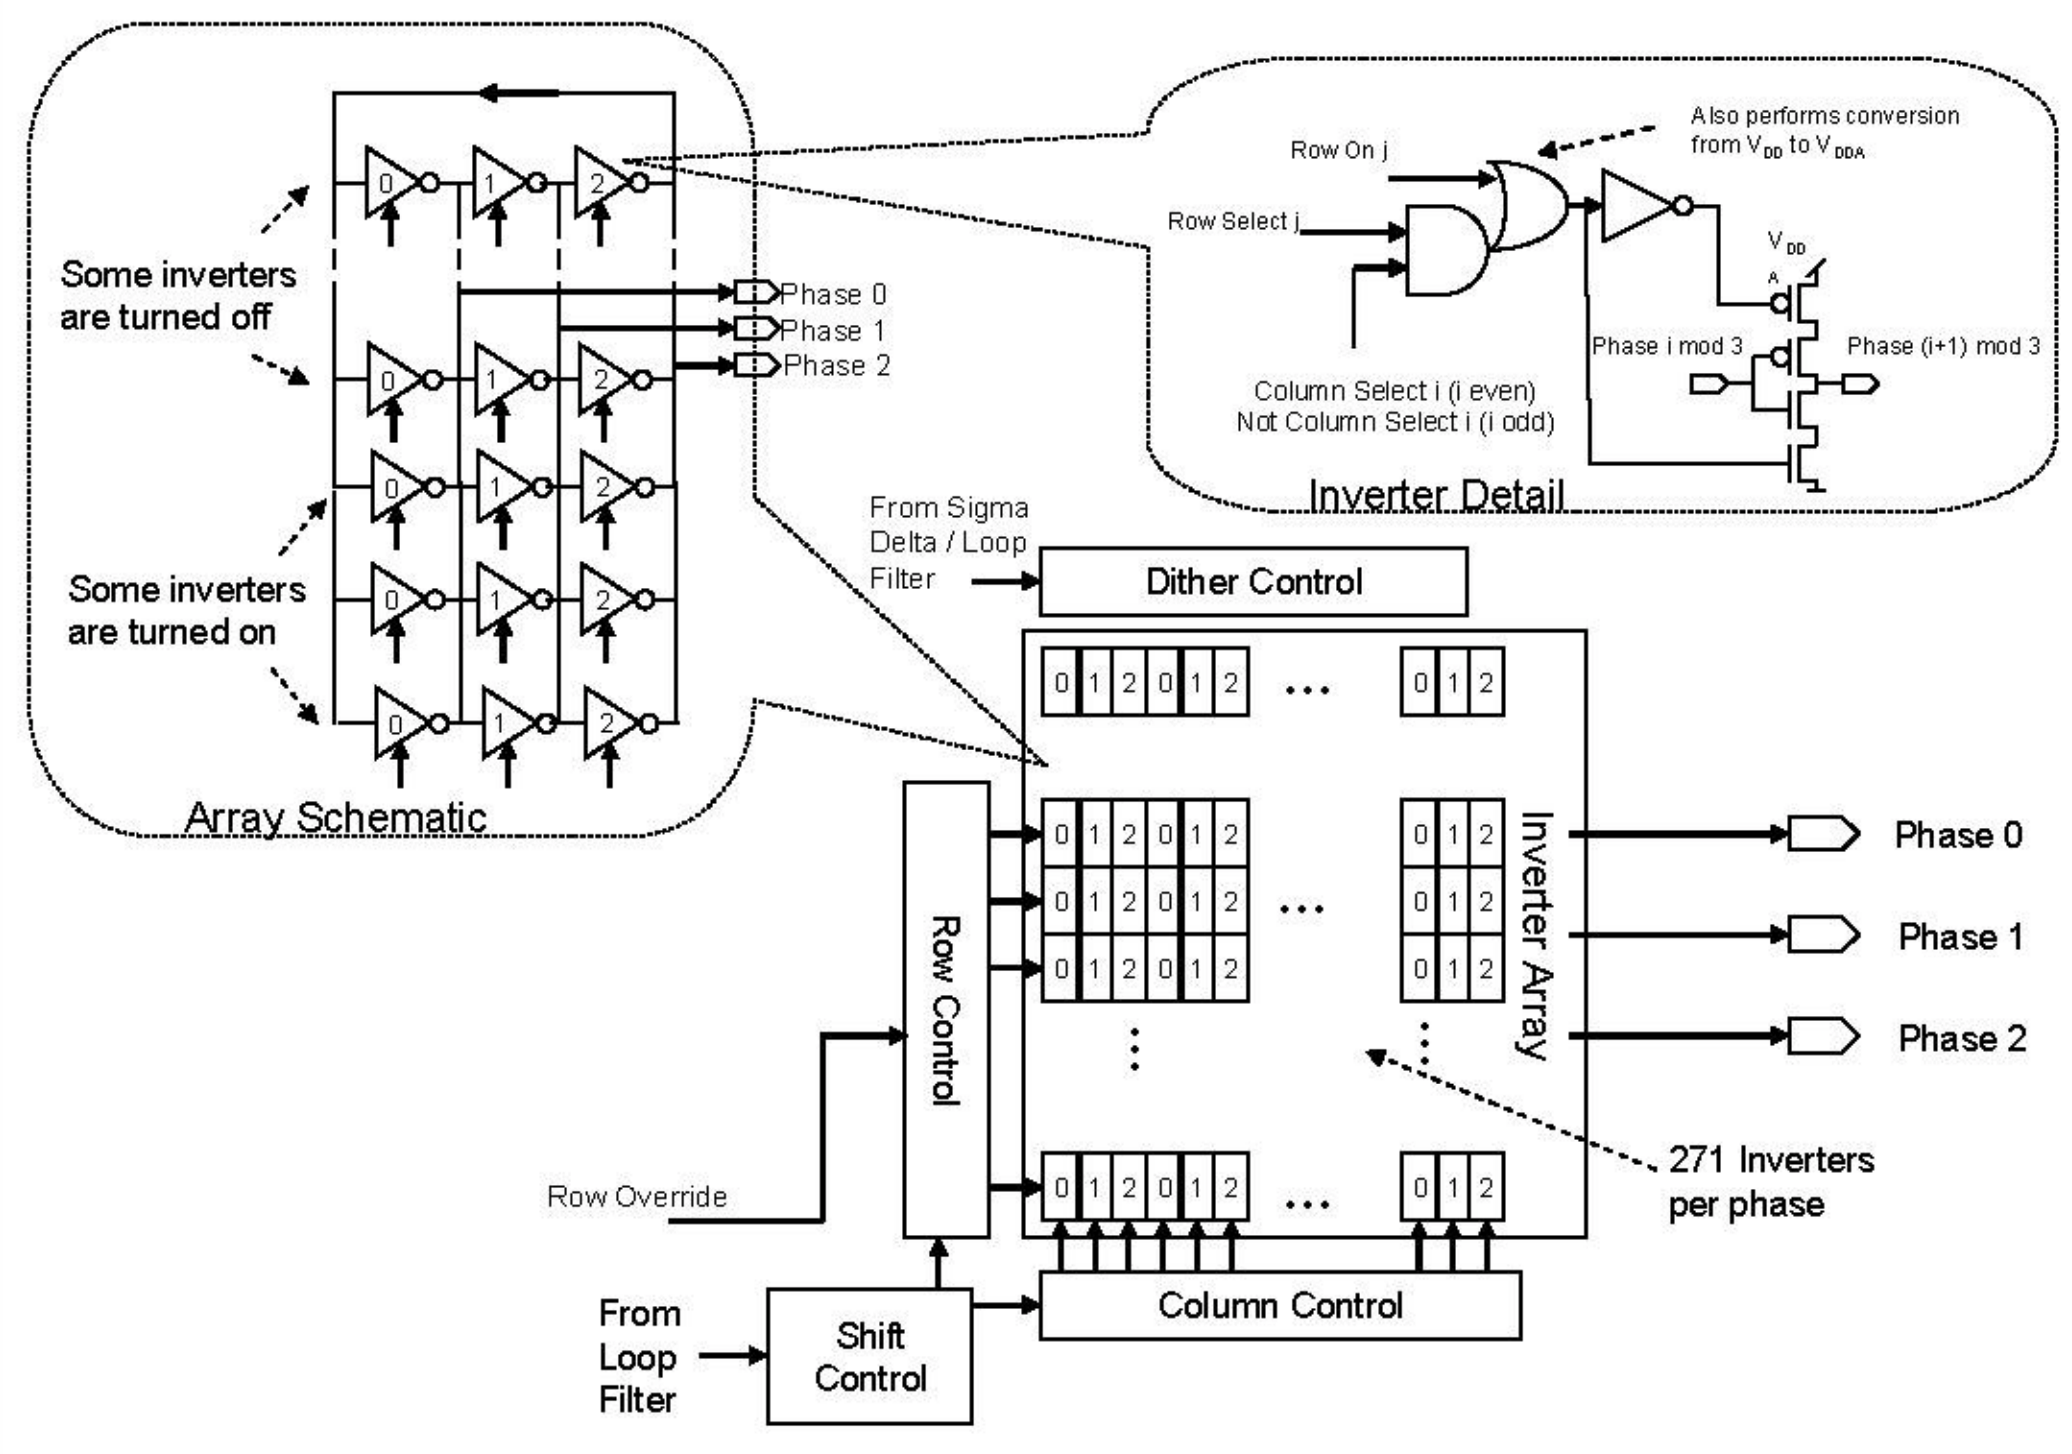 0 1 2
Some inverters
are turned off
Phase 0
Phase 1
Phase 2
0 1 2
0 1 2
Some inverters
are turned on
0 1 2
0 1 2
Array Schematic
Also performs conversion
from VDD to VDDA
Row On j
Row Select j
VDD
A
Phase i mod 3
Phase (i+1) mod 3
Column Select i (i even)
Not Column Select i (i odd)
Inverter Detail
From Sigma
Delta / Loop
Filter
Dither Control
0 1 2 0 1 2 ... 0 1 2
0 1 2 0 1 2 0 1 2
0 1 2 0 1 2 ... 0 1 2
0 1 2 0 1 2 0 1 2
0 1 2 0 1 2 ... 0 1 2
Inverter Array
Row Control
Phase 0
Phase 1
Phase 2
271 Inverters
per phase
Row Override
From
Loop
Filter
Shift
Control
Column Control